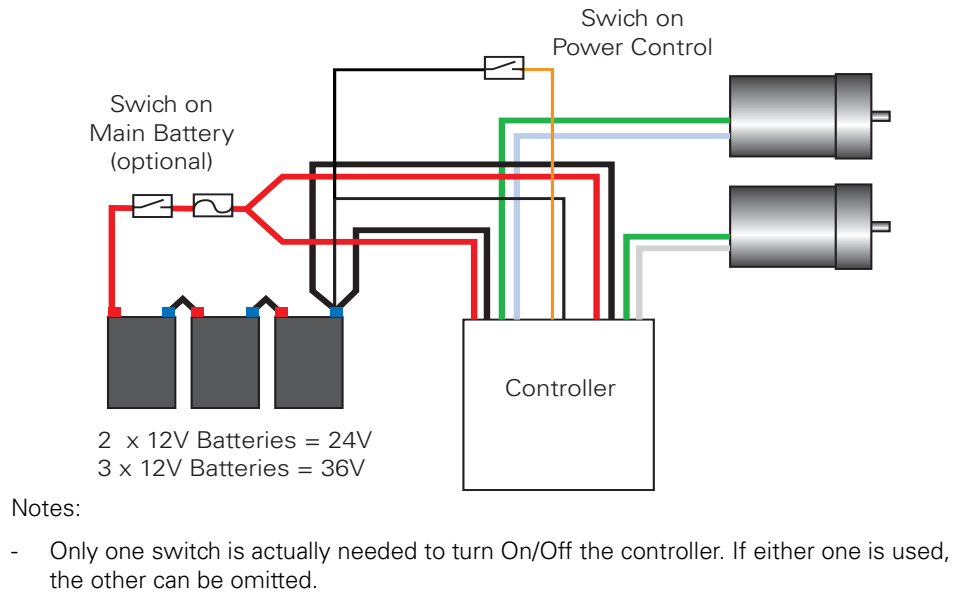 Swich on
Power Control
Swich on
Main Battery
(optional)
Controller
2 x 12V Batteries = 24V
3 x 12V Batteries = 36V
Notes:
- Only one switch is actually needed to turn On/Off the controller. If either one is used,
the other can be omitted.